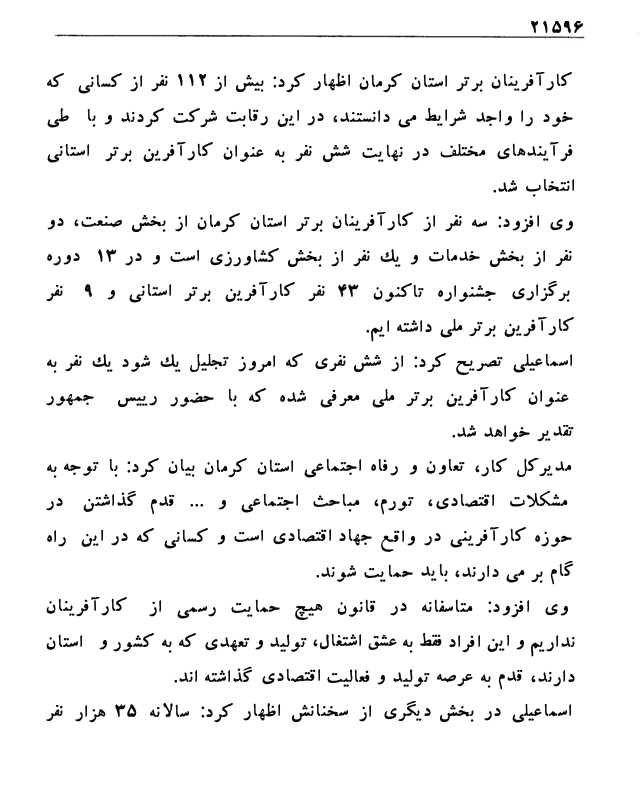 ۲۱۵۹۶
کارآفرینان برتر استان کرمان اظهار کرد: بیش از ۱۱۲ نفر از کسانی که
خود را واجد شرایط می دانستند، در این رقابت شرکت کردند و با طی
فرآیندهای مختلف در نهایت شش نفر به عنوان کارآفرین برتر استانی
انتخاب شد.
وی افزود: سه نفر از کارآفرینان برتر استان کرمان از بخش صنعت، دو
نفر از بخش خدمات و یك نفر از بخش کشاورزی است و در ۱۳ دوره
برگزاری جشنواره تاکنون ۴۳ نفر کارآفرین برتر استانی و ۹ نفر
کارآفرین برتر ملی داشته ایم.
اسماعیلی تصریح کرد: از شش نفری که امروز تجلیل یك شود یك نفر به
عنوان کارآفرین برتر ملی معرفی شده که با حضور رییس جمهور
تقدیر خواهد شد.
مدیرکل کار، تعاون و رفاه اجتماعی استان کرمان بیان کرد: با توجه به
مشکلات اقتصادی، تورم، مباحث اجتماعی و ... قدم گذاشتن در
حوزه کارآفرینی در واقع جهاد اقتصادی است و کسانی که در این راه
گام بر می دارند، باید حمایت شوند.
وی افزود: متاسفانه در قانون هیچ حمایت رسمی از کارآفرینان
نداریم و این افراد فقط به عشق اشتغال، تولید و تعهدی که به کشور و استان
دارند، قدم به عرصه تولید و فعالیت اقتصادی گذاشته اند.
اسماعیلی در بخش دیگری از سخنانش اظهار کرد: سالانه ۳۵ هزار نفر